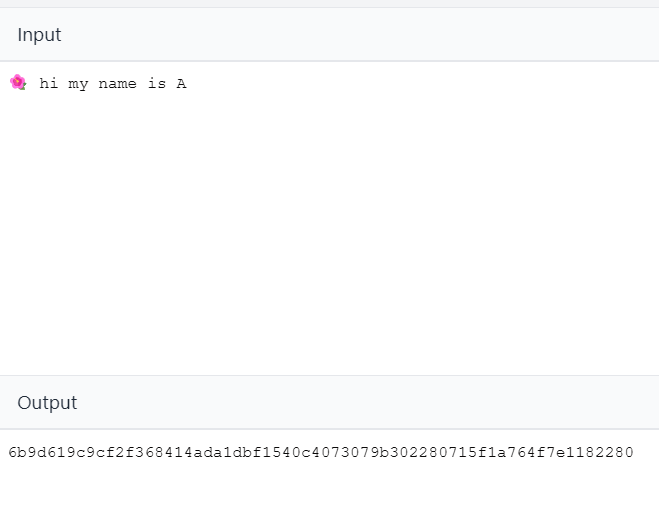 Input
🌺 hi my name is A
Output
6b9d619c9cf2f368414ada1dbf1540c4073079b302280715f1a764f7e1182280